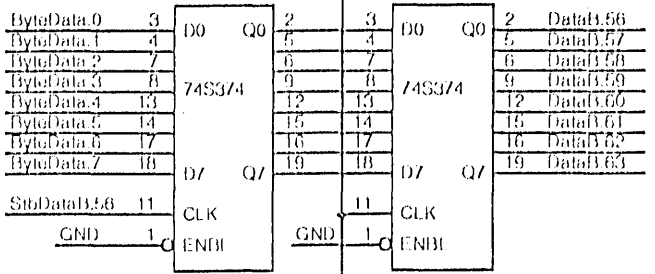 ByteData.0 3 D0 Q0 2 3 D0 Q0 2 DataB.56
ByteData.1 4 5 4 5 DataB.57
ByteData.2 7 6 7 6 DataB.58
ByteData.3 8 74S374 9 8 74S374 9 DataB.59
ByteData.4 13 12 13 12 DataB.60
ByteData.5 14 15 14 15 DataB.61
ByteData.6 17 16 17 16 DataB.62
ByteData.7 18 D7 Q7 19 18 D7 Q7 19 DataB.63
StbDataB.56 11 CLK 11 CLK
GND 1 ENBL GND 1 ENBL